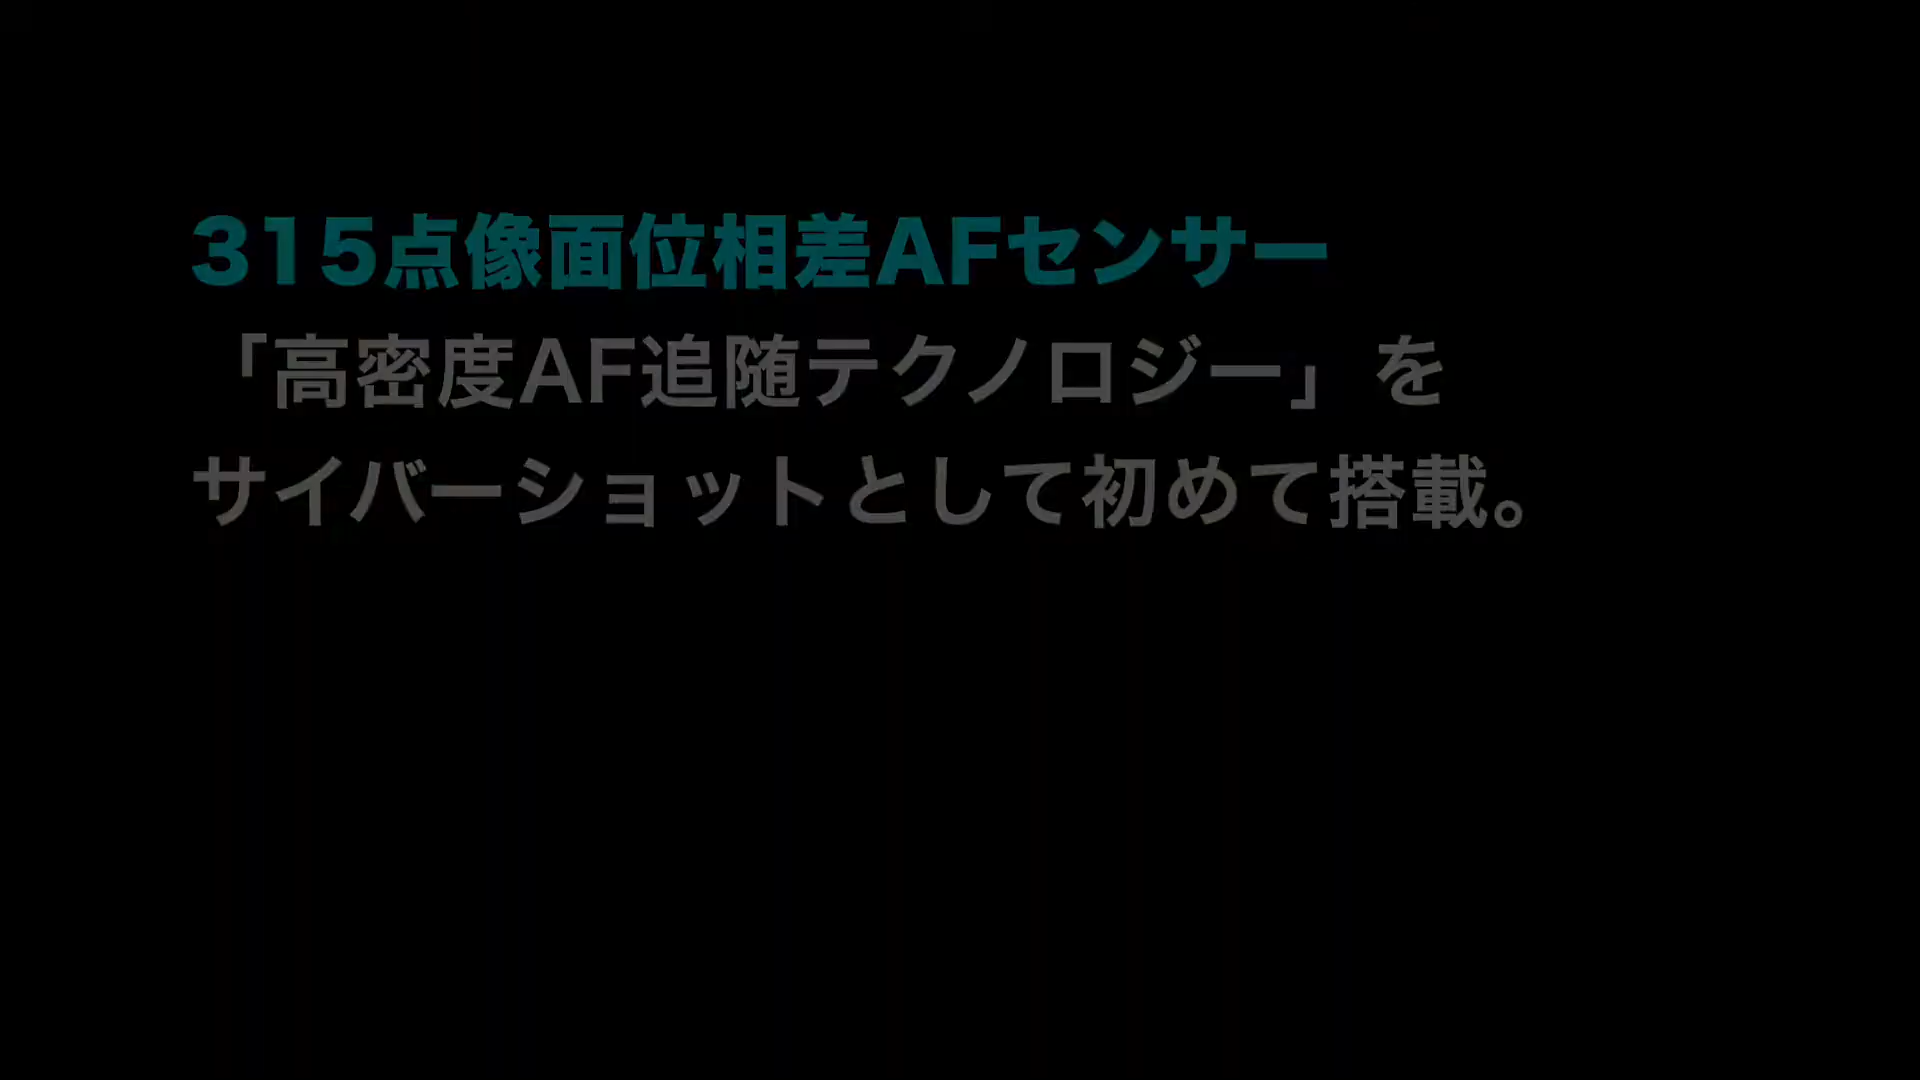 315点像面位相差AFセンサー
「高密度AF追随テクノロジー」を
サイバーショットとして初めて搭載。